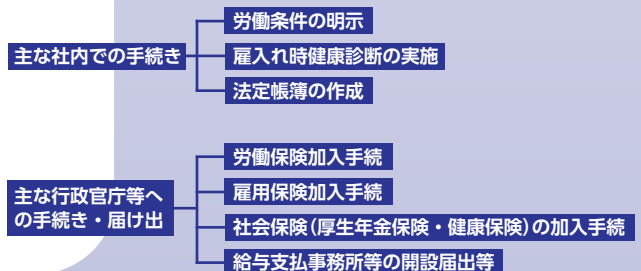 主な社内での手続き
労働条件の明示
雇入れ時健康診断の実施
法定帳簿の作成
主な行政官庁等へ
の手続き・届け出
労働保険加入手続
雇用保険加入手続
社会保険(厚生年金保険・健康保険)の加入手続
給与支払事務所等の開設届出等